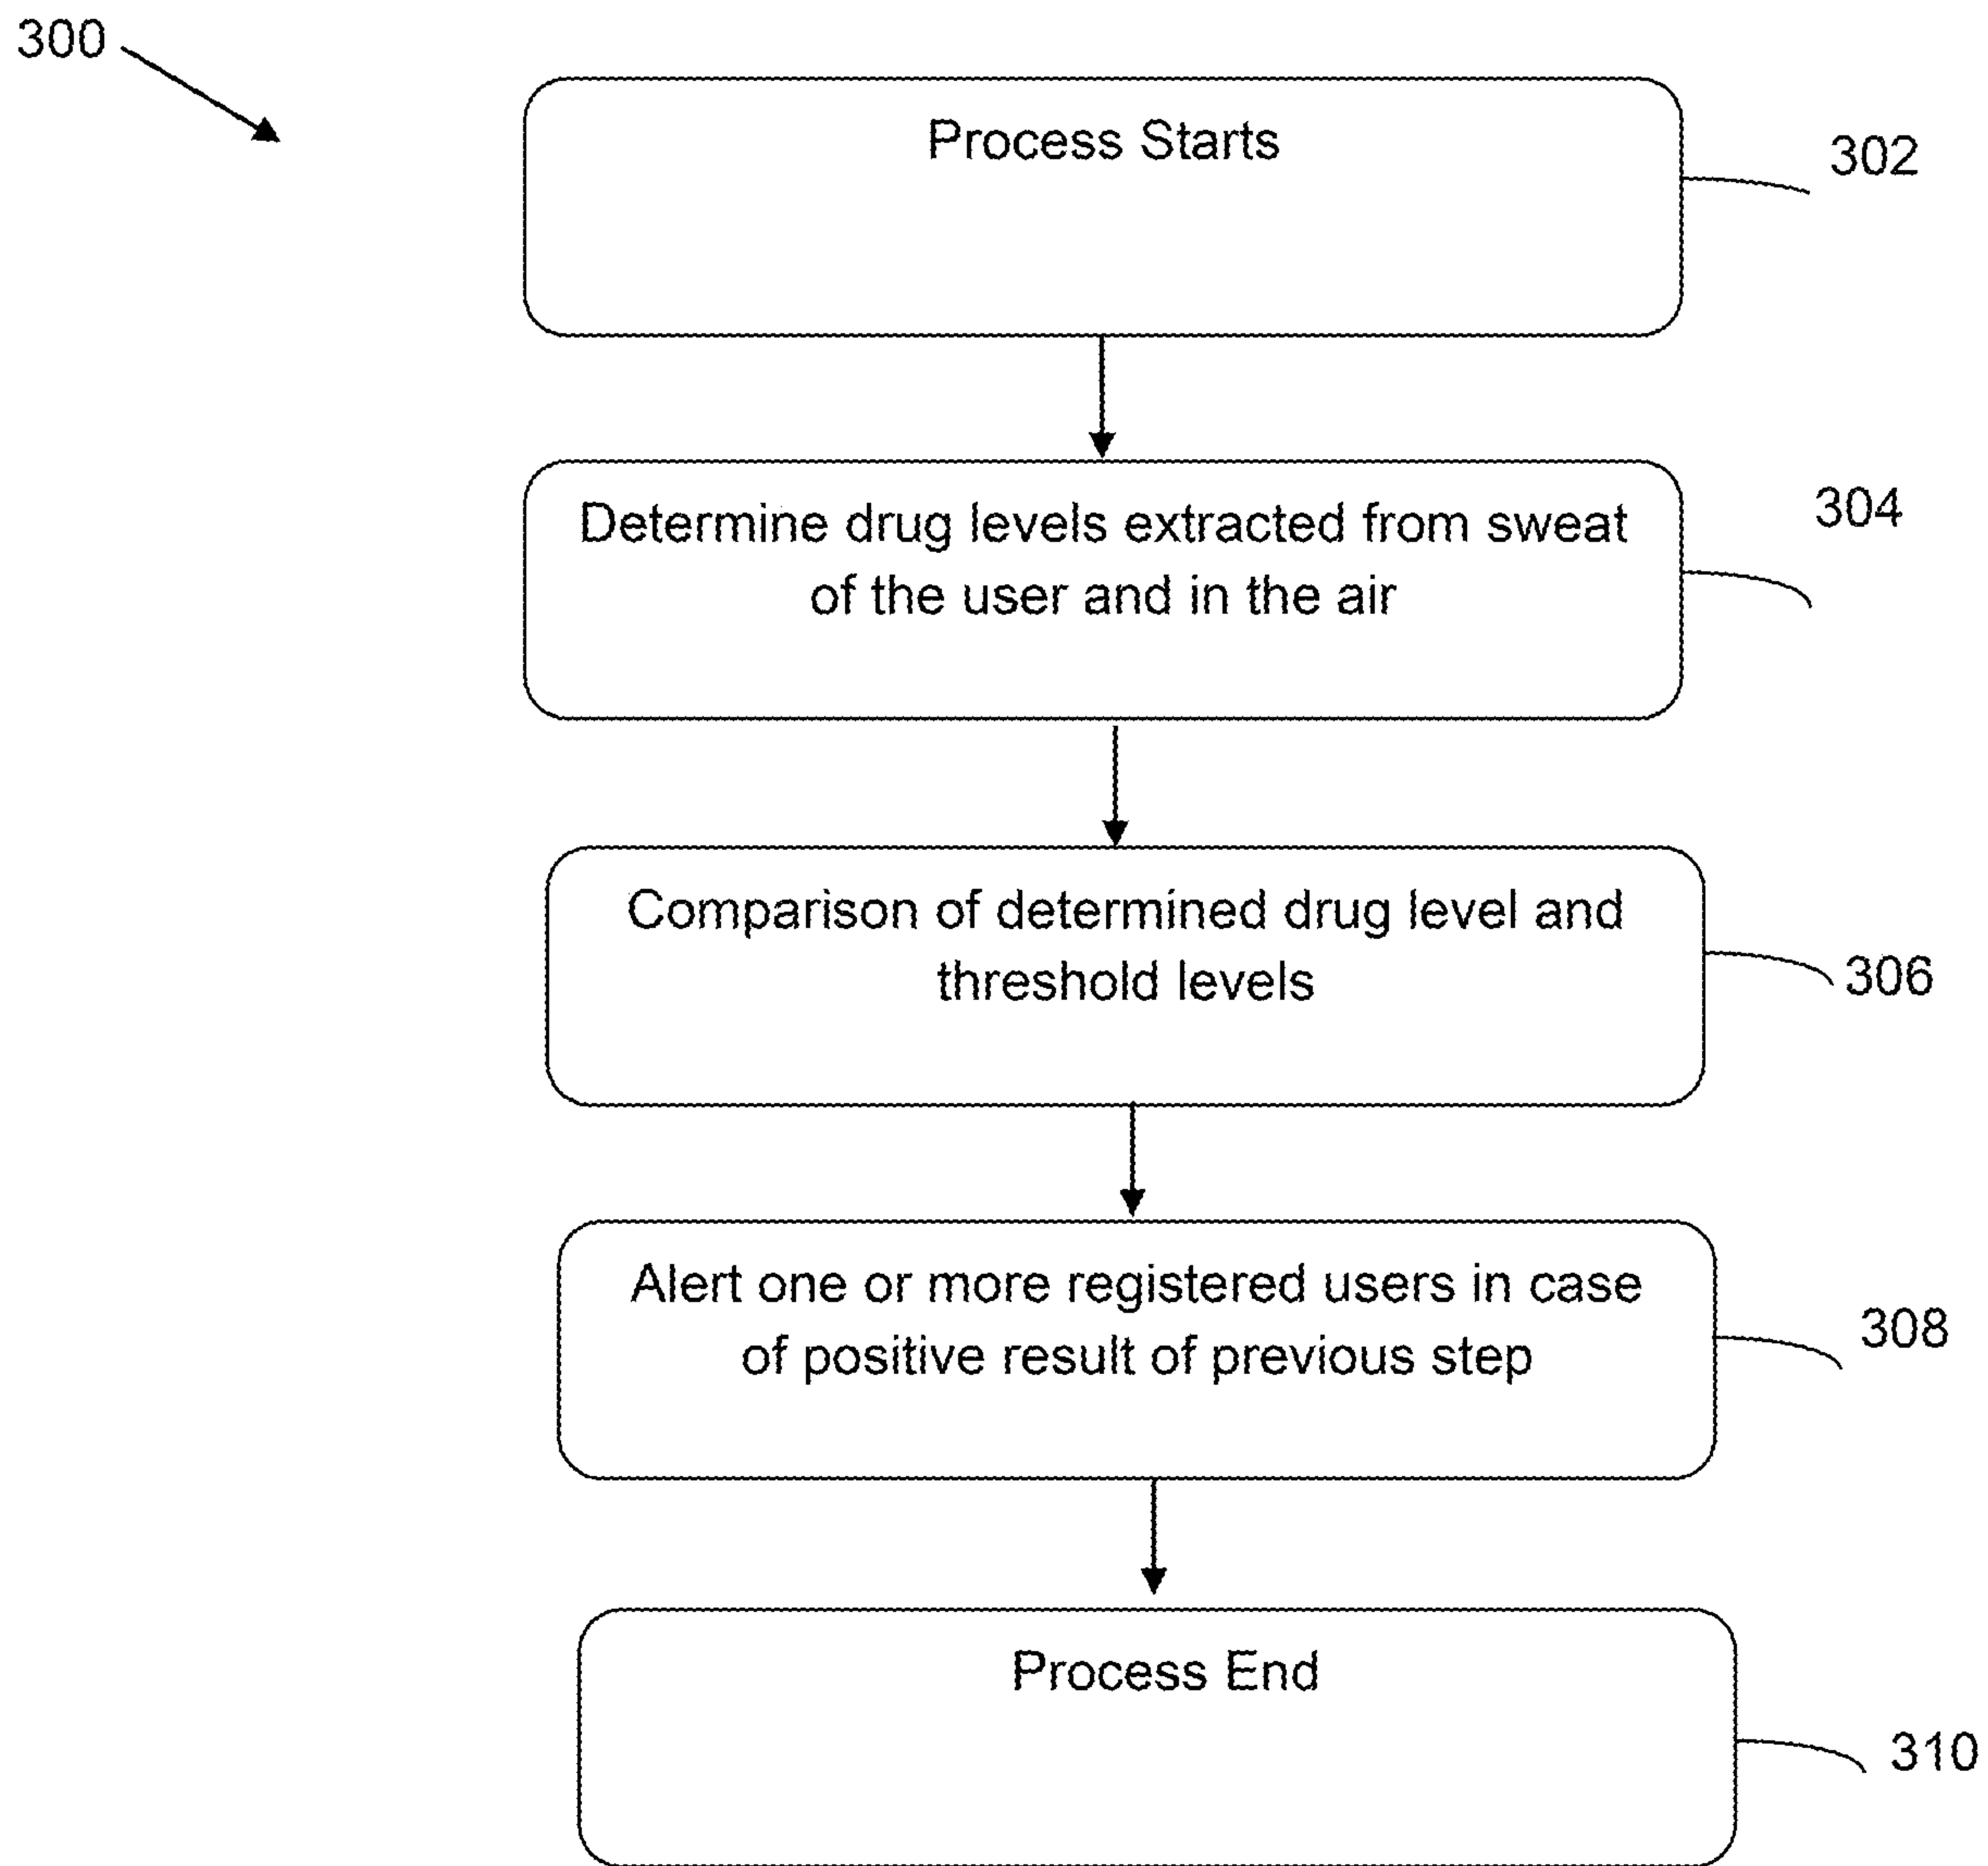 300
Process Starts
302
Determine drug levels extracted from sweat
of the user and in the air
304
Comparison of determined drug level and
threshold levels
306
Alert one or more registered users in case
of positive result of previous step
308
Process End
310